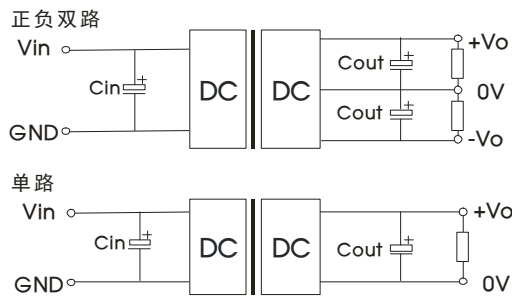 正负双路
Vin
+Vo
Cout
+
Cin
+
DC
DC
0V
Cout
+
GND
-Vo
单路
Vin
+Vo
Cin
+
DC
DC
Cout
+
GND
0V